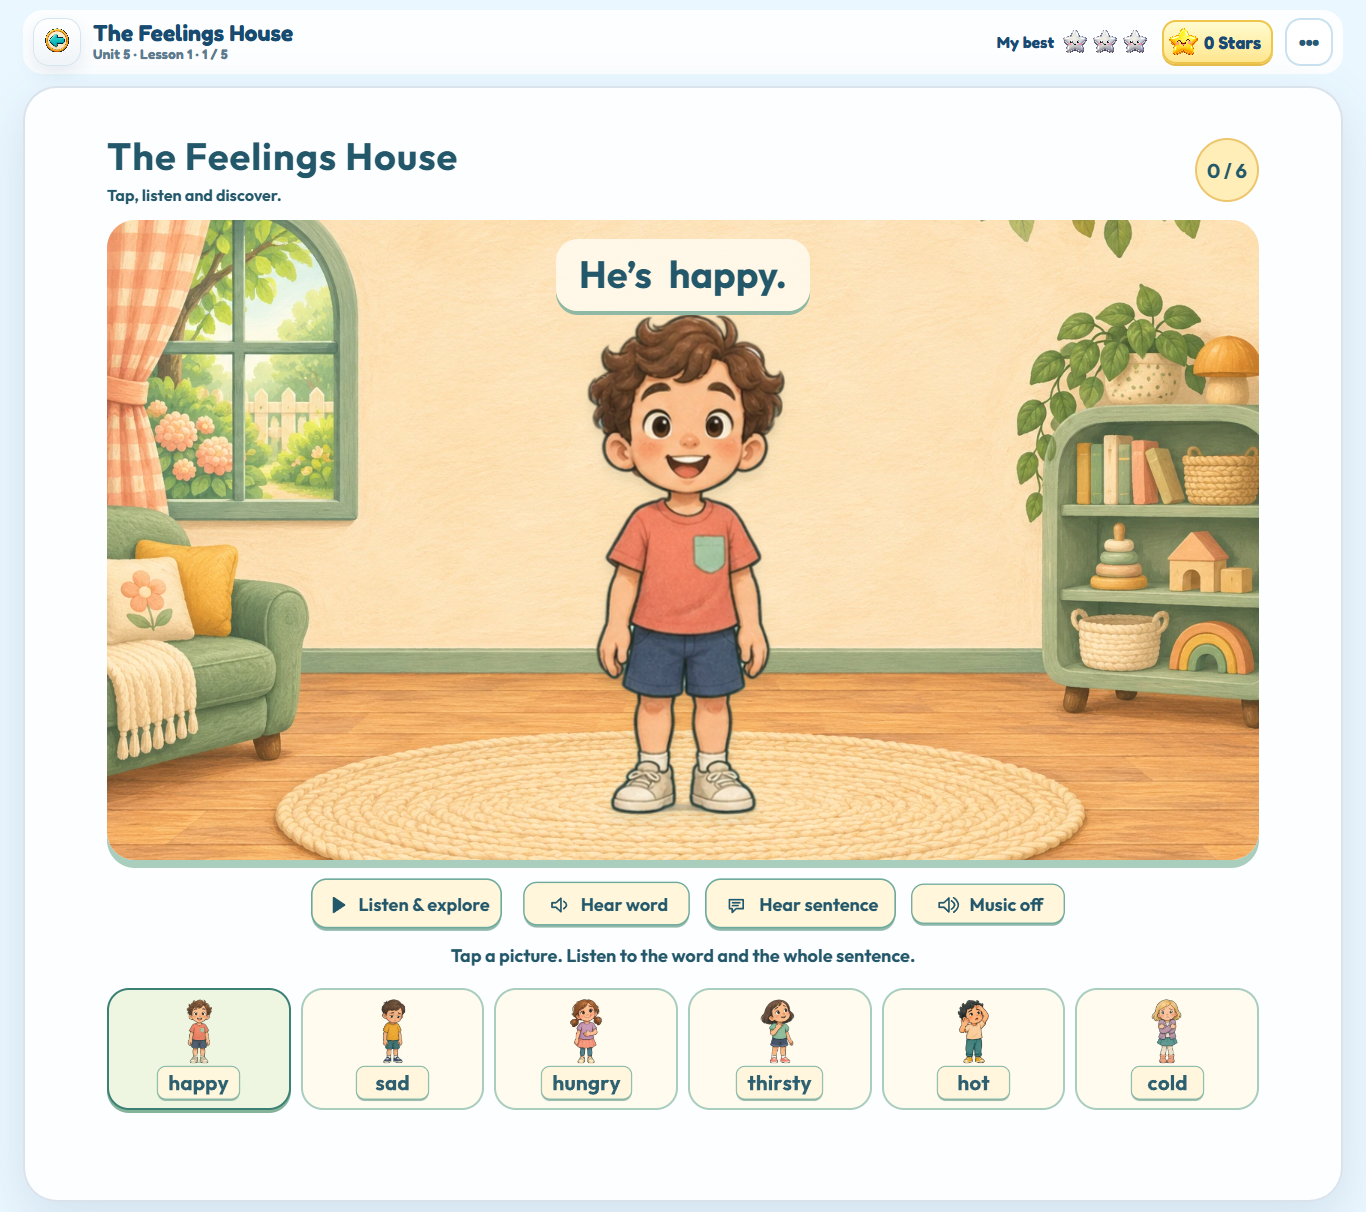 The Feelings House
Unit 5 · Lesson 1 · 1 / 5
My best
0 Stars
The Feelings House
Tap, listen and discover.
0 / 6
He’s happy.
Listen & explore
Hear word
Hear sentence
Music off
Tap a picture. Listen to the word and the whole sentence.
happy
sad
hungry
thirsty
hot
cold